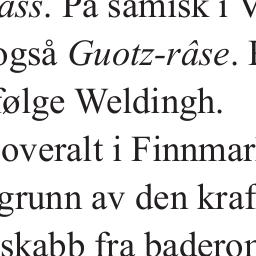 ass. På samisk i V
også Guotz-râse. 
følge Weldingh.
overalt i Finnmar
grunn av den kraf
skabb fra baderom